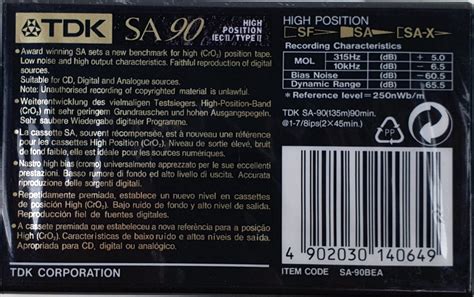 TDK SA 90 HIGH POSITION IECII/TYPEII
• Award winning SA sets a new benchmark for high (CrO₂) position tape.
Low noise and high output characteristics. Faithful reproduction of digital
sources.
Suitable for CD, Digital and Analogue sources.
Note: Unauthorised recording of copyrighted material is unlawful.
• Weiterentwicklung des vielmaligen Testsiegers. High-Position-Band
(CrO₂) mit sehr geringem Grundrauschen und hohen Ausgangspegeln.
Sehr saubere Wiedergabe digitaler Programme.
• La cassette SA, souvent récompensée, est à nouveau une référence
pour les cassettes High Position (CrO₂). Niveau de sortie élevé, bruit
de fond faible, elle est idéale pour l'enregistrement de sources
numériques.
• Nastro high bias (crono) universalmente apprezzato per le sue eccellenti
prestazioni. Basso rumore di fondo ed alto livello di uscita. Accurata
riproduzione delle sorgenti digitali.
• Repetidamente premiada, establece un nuevo nivel en cassettes
de posición High (CrO₂). Bajo ruido de fondo y alto nivel de salida.
Reproducción fiel de fuentes digitales.
• A cassete premiada que estabeleceu a nova referência para a posição
High (CrO₂). Características de baixo ruido e altos níveis de saída.
Apropriada para CD, digital ou analógico.
TDK CORPORATION
HIGH POSITION
SF SA SA-X
Recording Characteristics
MOL 315Hz (dB) + 5.0
10kHz (dB) – 6.5
Bias Noise (dB) –60.5
Dynamic Range (dB) 65.5
* Reference level=250nWb/m
TDK SA-90(135m)90min.
@1-7/8ips(2×45min.)
PP
4 902030 140649
ITEM CODE SA-90BEA